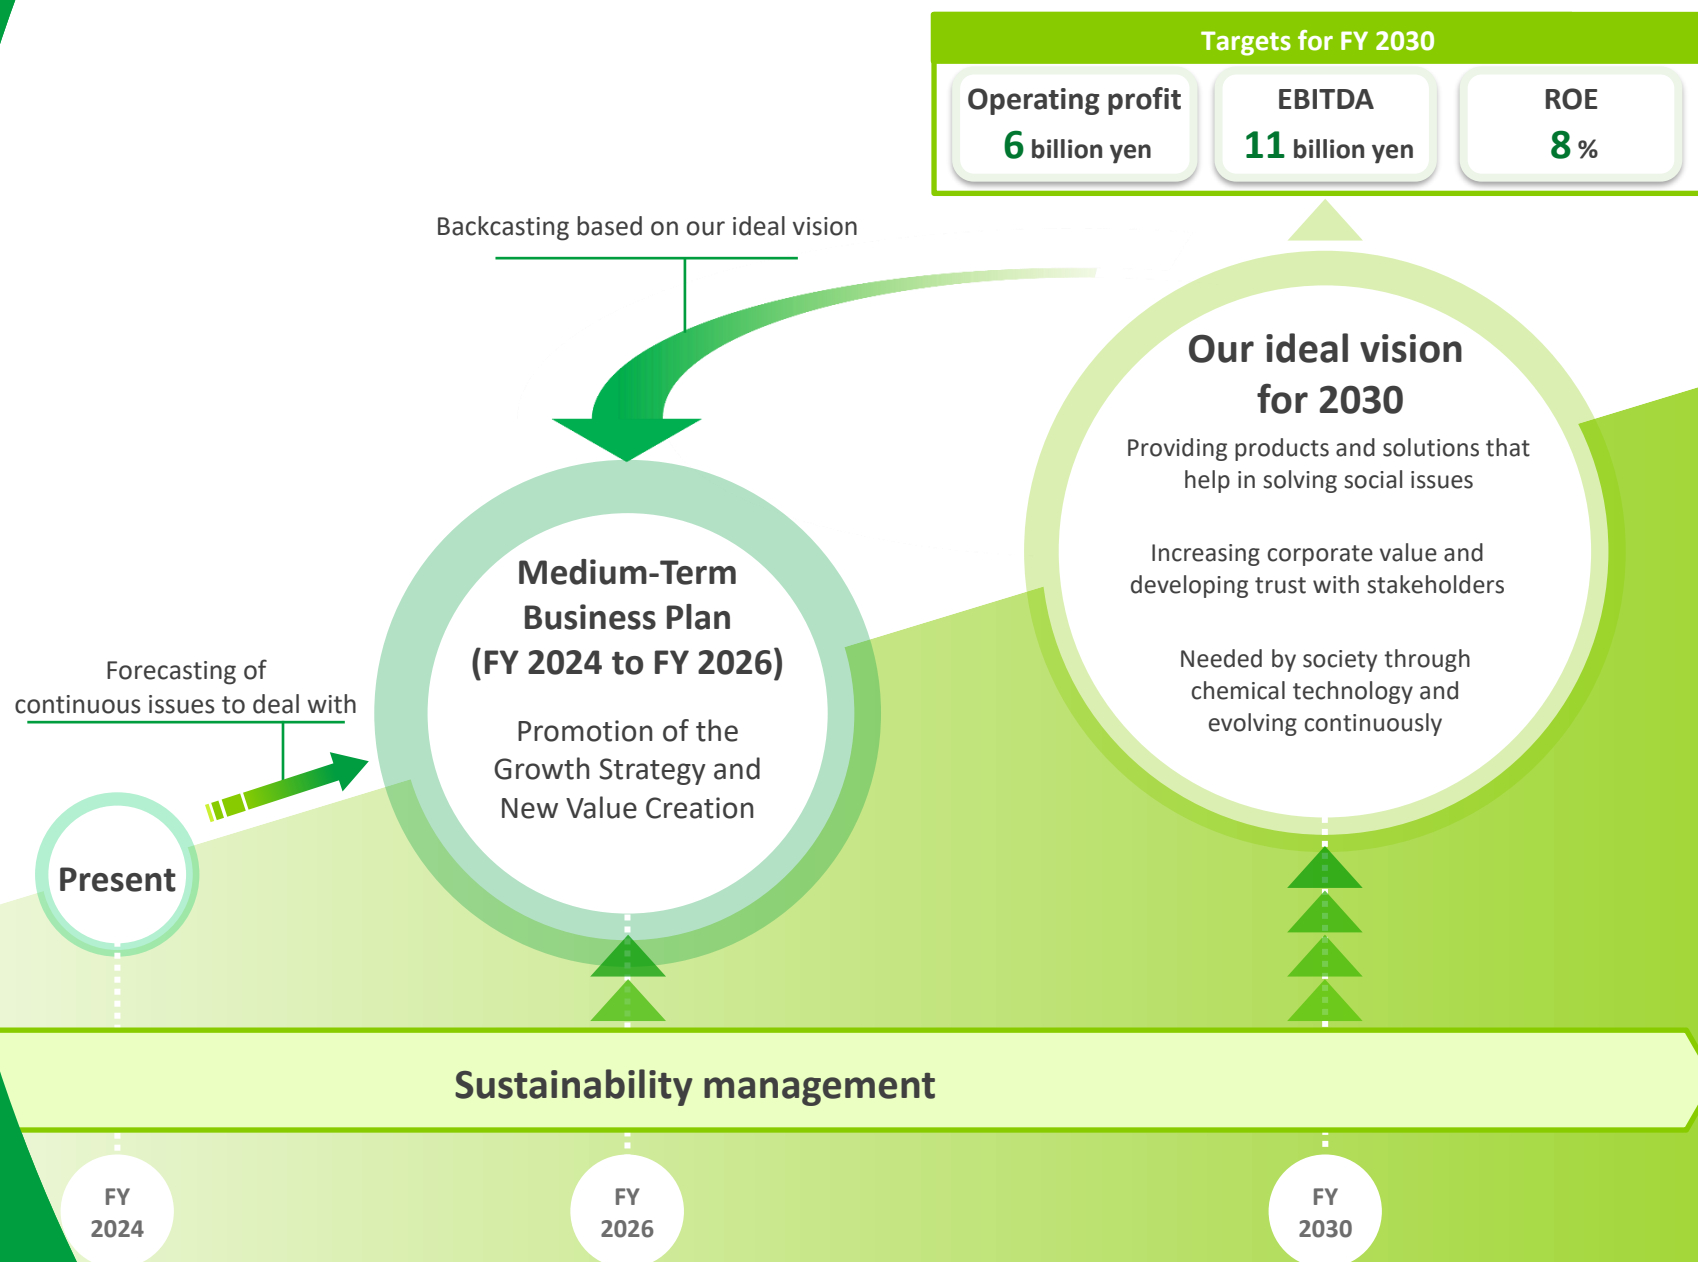 Targets for FY 2030
Operating profit
6 billion yen
EBITDA
11 billion yen
ROE
8 %
Backcasting based on our ideal vision
Our ideal vision
for 2030
Providing products and solutions that
help in solving social issues
Increasing corporate value and
developing trust with stakeholders
Needed by society through
chemical technology and
evolving continuously
Medium-Term
Business Plan
(FY 2024 to FY 2026)
Promotion of the
Growth Strategy and
New Value Creation
Forecasting of
continuous issues to deal with
Present
Sustainability management
FY
2024
FY
2026
FY
2030